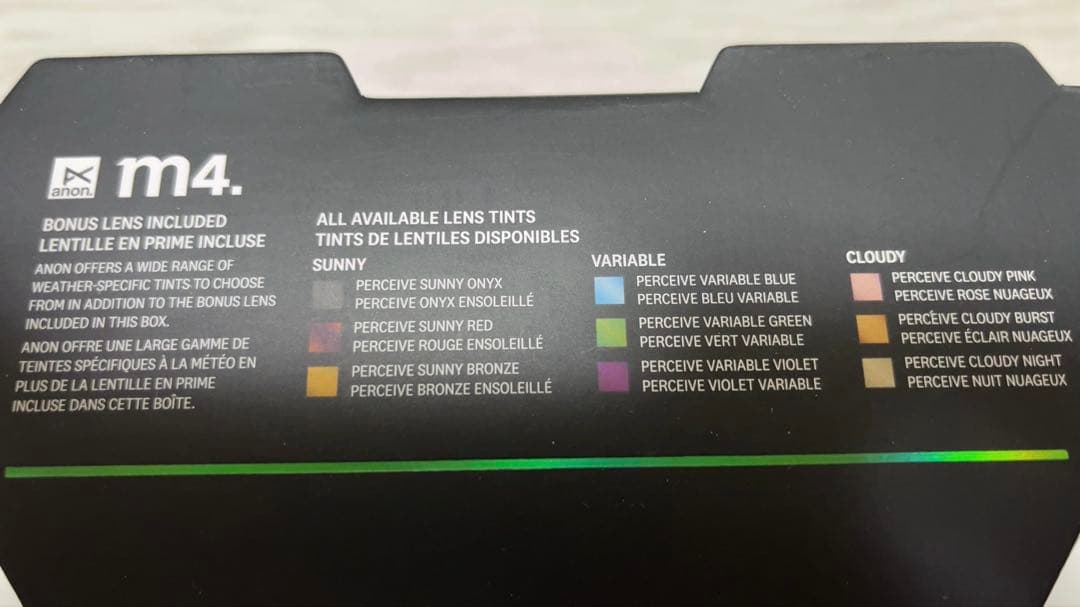 anon.
m4.
BONUS LENS INCLUDED
LENTILLE EN PRIME INCLUSE
ANON OFFERS A WIDE RANGE OF
WEATHER-SPECIFIC TINTS TO CHOOSE
FROM IN ADDITION TO THE BONUS LENS
INCLUDED IN THIS BOX.
ANON OFFRE UNE LARGE GAMME DE
TEINTES SPÉCIFIQUES À LA MÉTÉO EN
PLUS DE LA LENTILLE EN PRIME
INCLUSE DANS CETTE BOÎTE.
ALL AVAILABLE LENS TINTS
TINTS DE LENTILES DISPONIBLES
SUNNY
PERCEIVE SUNNY ONYX
PERCEIVE ONYX ENSOLEILLÉ
PERCEIVE SUNNY RED
PERCEIVE ROUGE ENSOLEILLÉ
PERCEIVE SUNNY BRONZE
PERCEIVE BRONZE ENSOLEILLÉ
VARIABLE
PERCEIVE VARIABLE BLUE
PERCEIVE BLEU VARIABLE
PERCEIVE VARIABLE GREEN
PERCEIVE VERT VARIABLE
PERCEIVE VARIABLE VIOLET
PERCEIVE VIOLET VARIABLE
CLOUDY
PERCEIVE CLOUDY PINK
PERCEIVE ROSE NUAGEUX
PERCEIVE CLOUDY BURST
PERCEIVE ÉCLAIR NUAGEUX
PERCEIVE CLOUDY NIGHT
PERCEIVE NUIT NUAGEUX